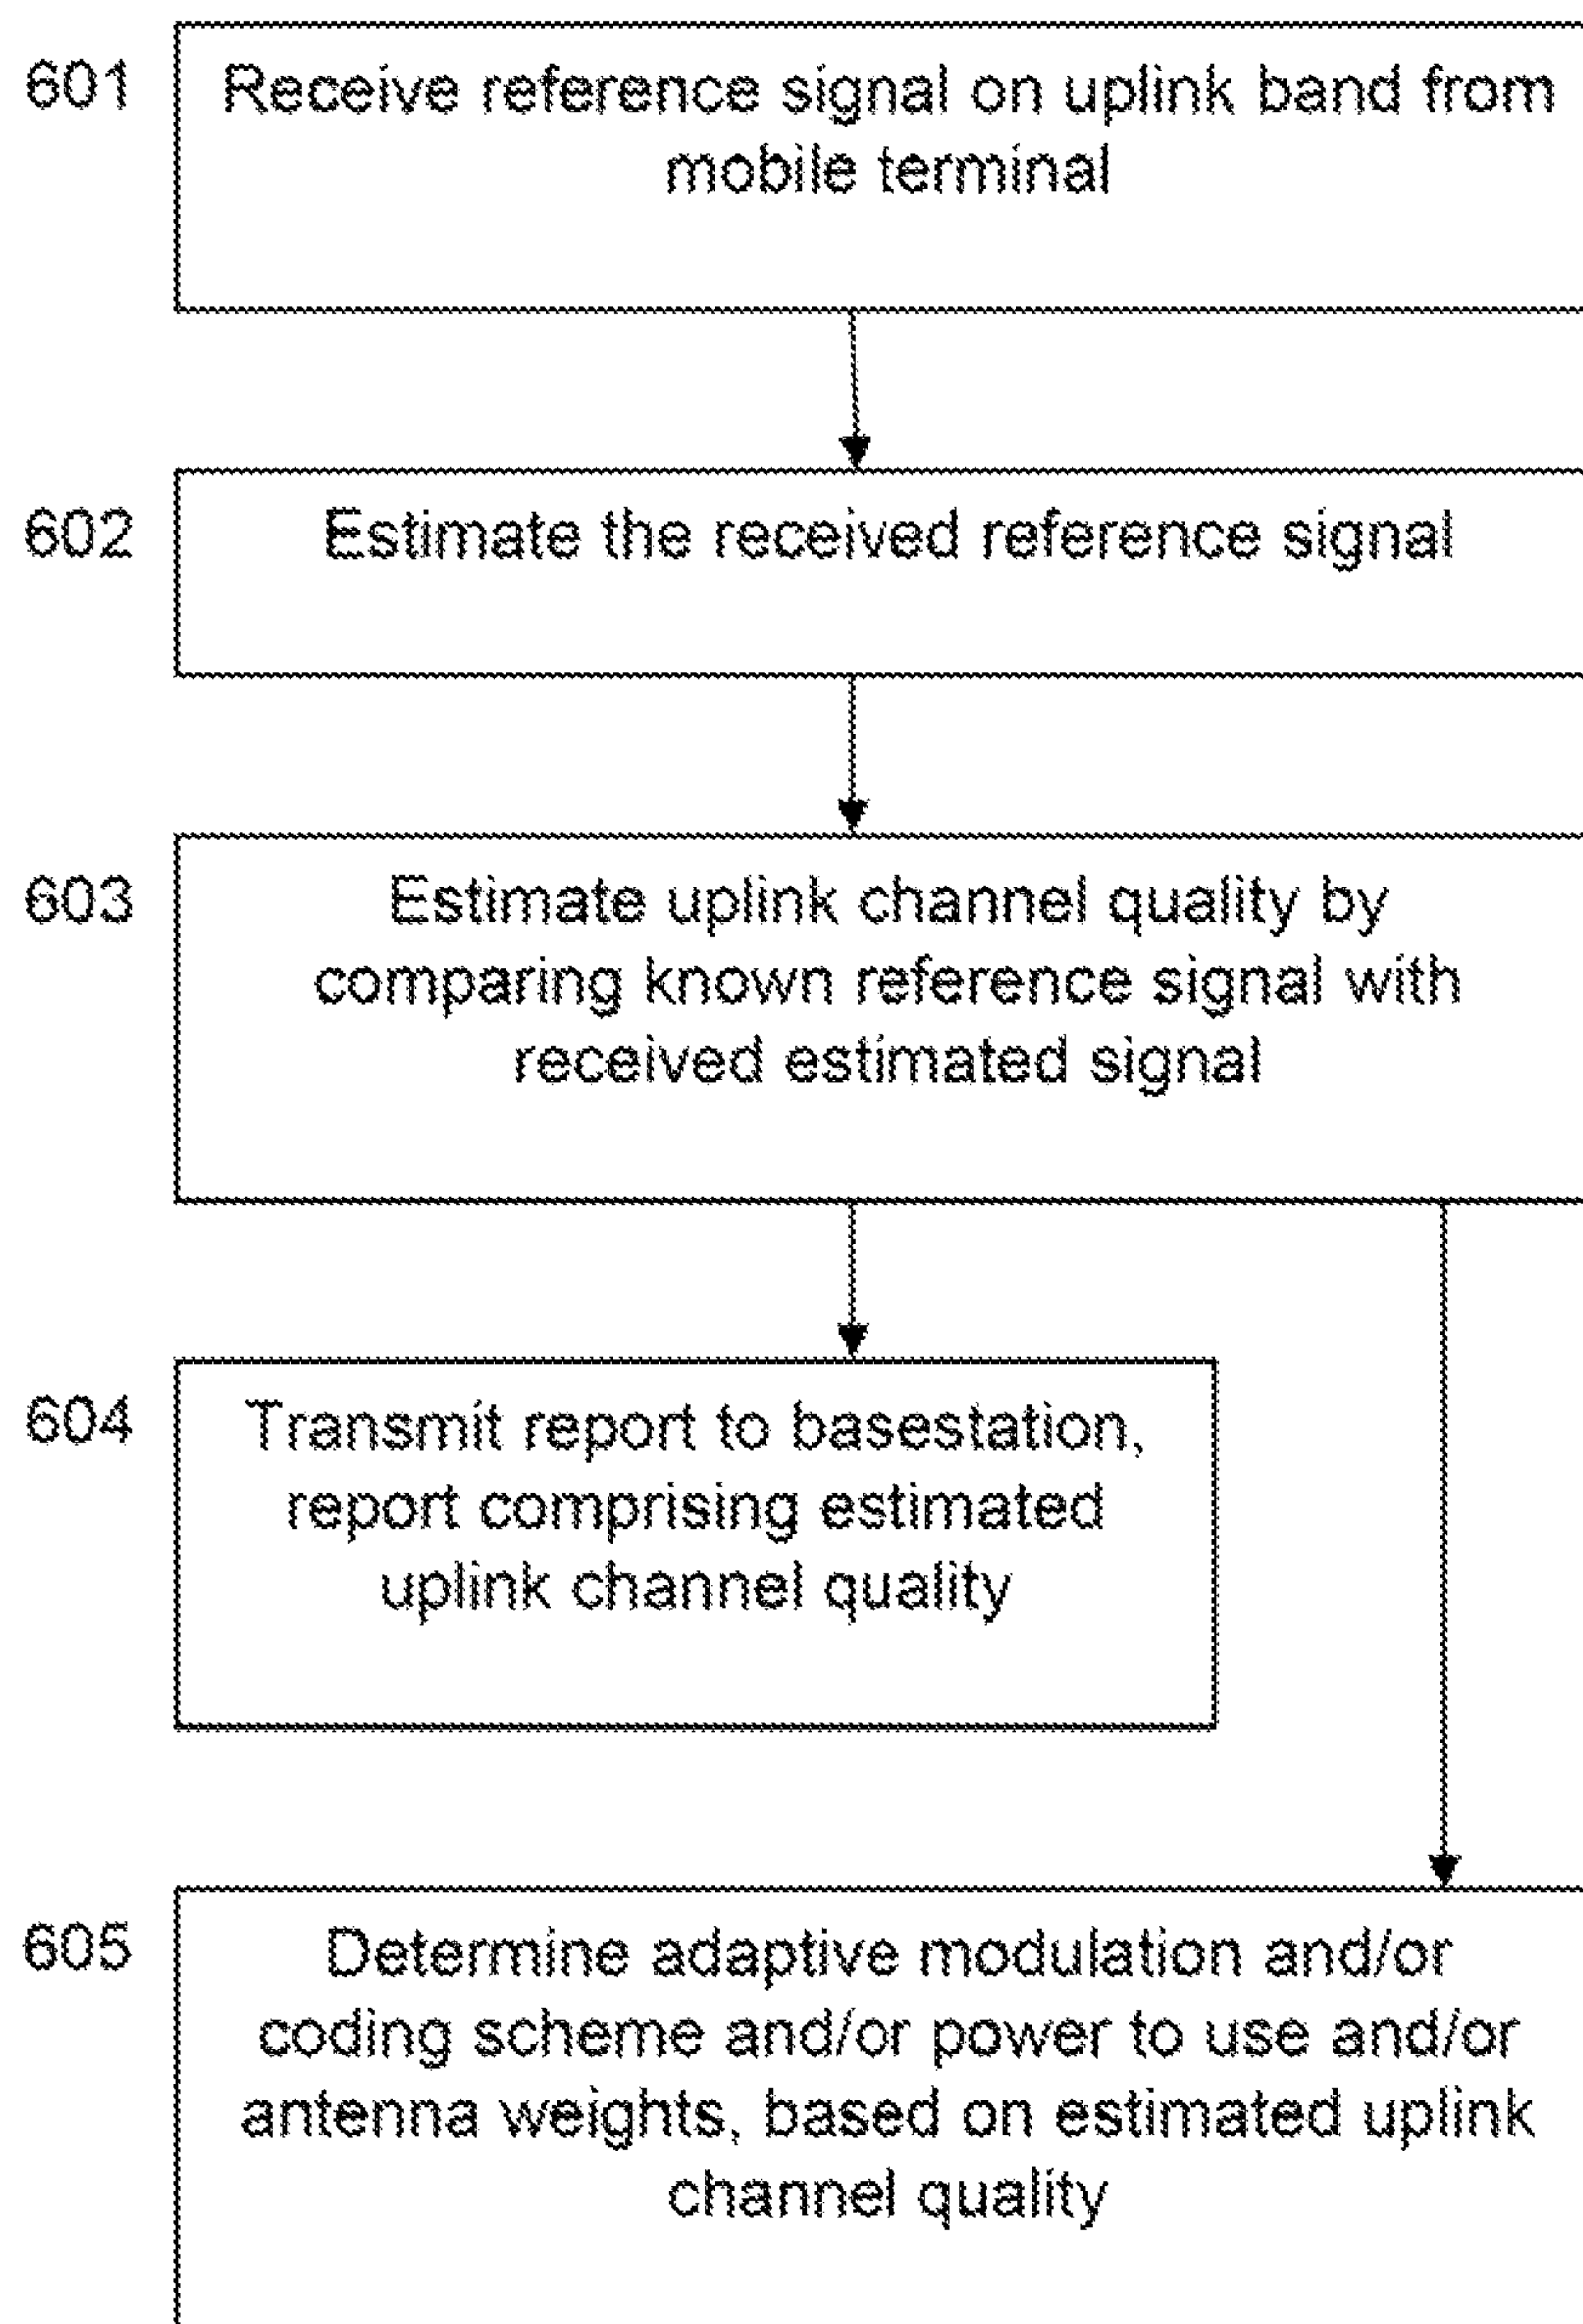 601
Receive reference signal on uplink band from
mobile terminal
602
Estimate the received reference signal
603
Estimate uplink channel quality by
comparing known reference signal with
received estimated signal
604
Transmit report to basestation,
report comprising estimated
uplink channel quality
605
Determine adaptive modulation and/or
coding scheme and/or power to use and/or
antenna weights, based on estimated uplink
channel quality